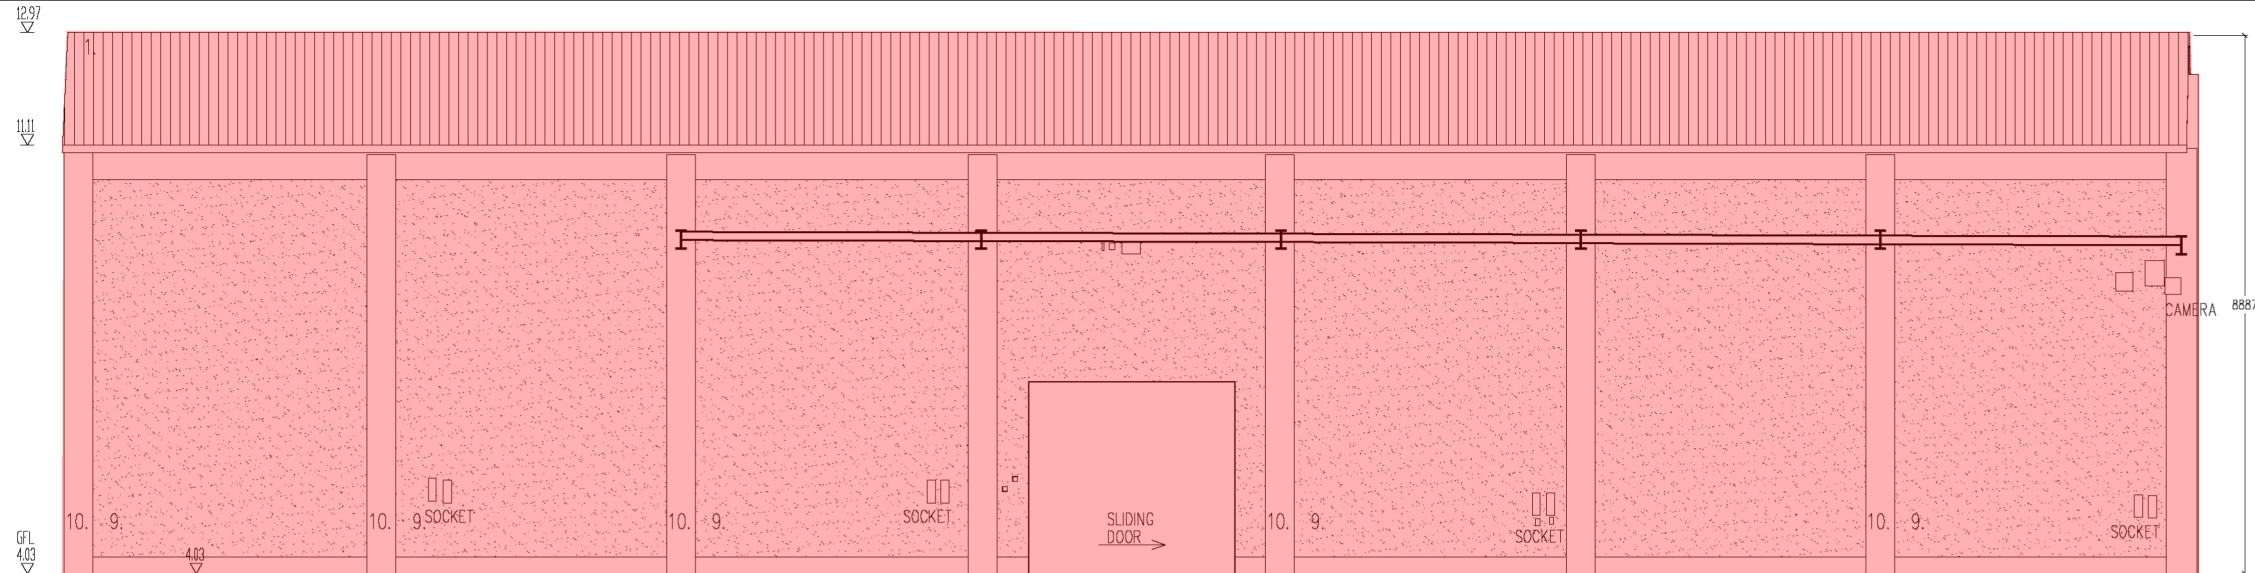 12.97
1.
11.11
CAMERA
8887
10. 9.
10. 9.
SOCKET
10. 9.
SOCKET
SLIDING
DOOR
10. 9.
SOCKET
10. 9.
SOCKET
GFL
4.03
4.03